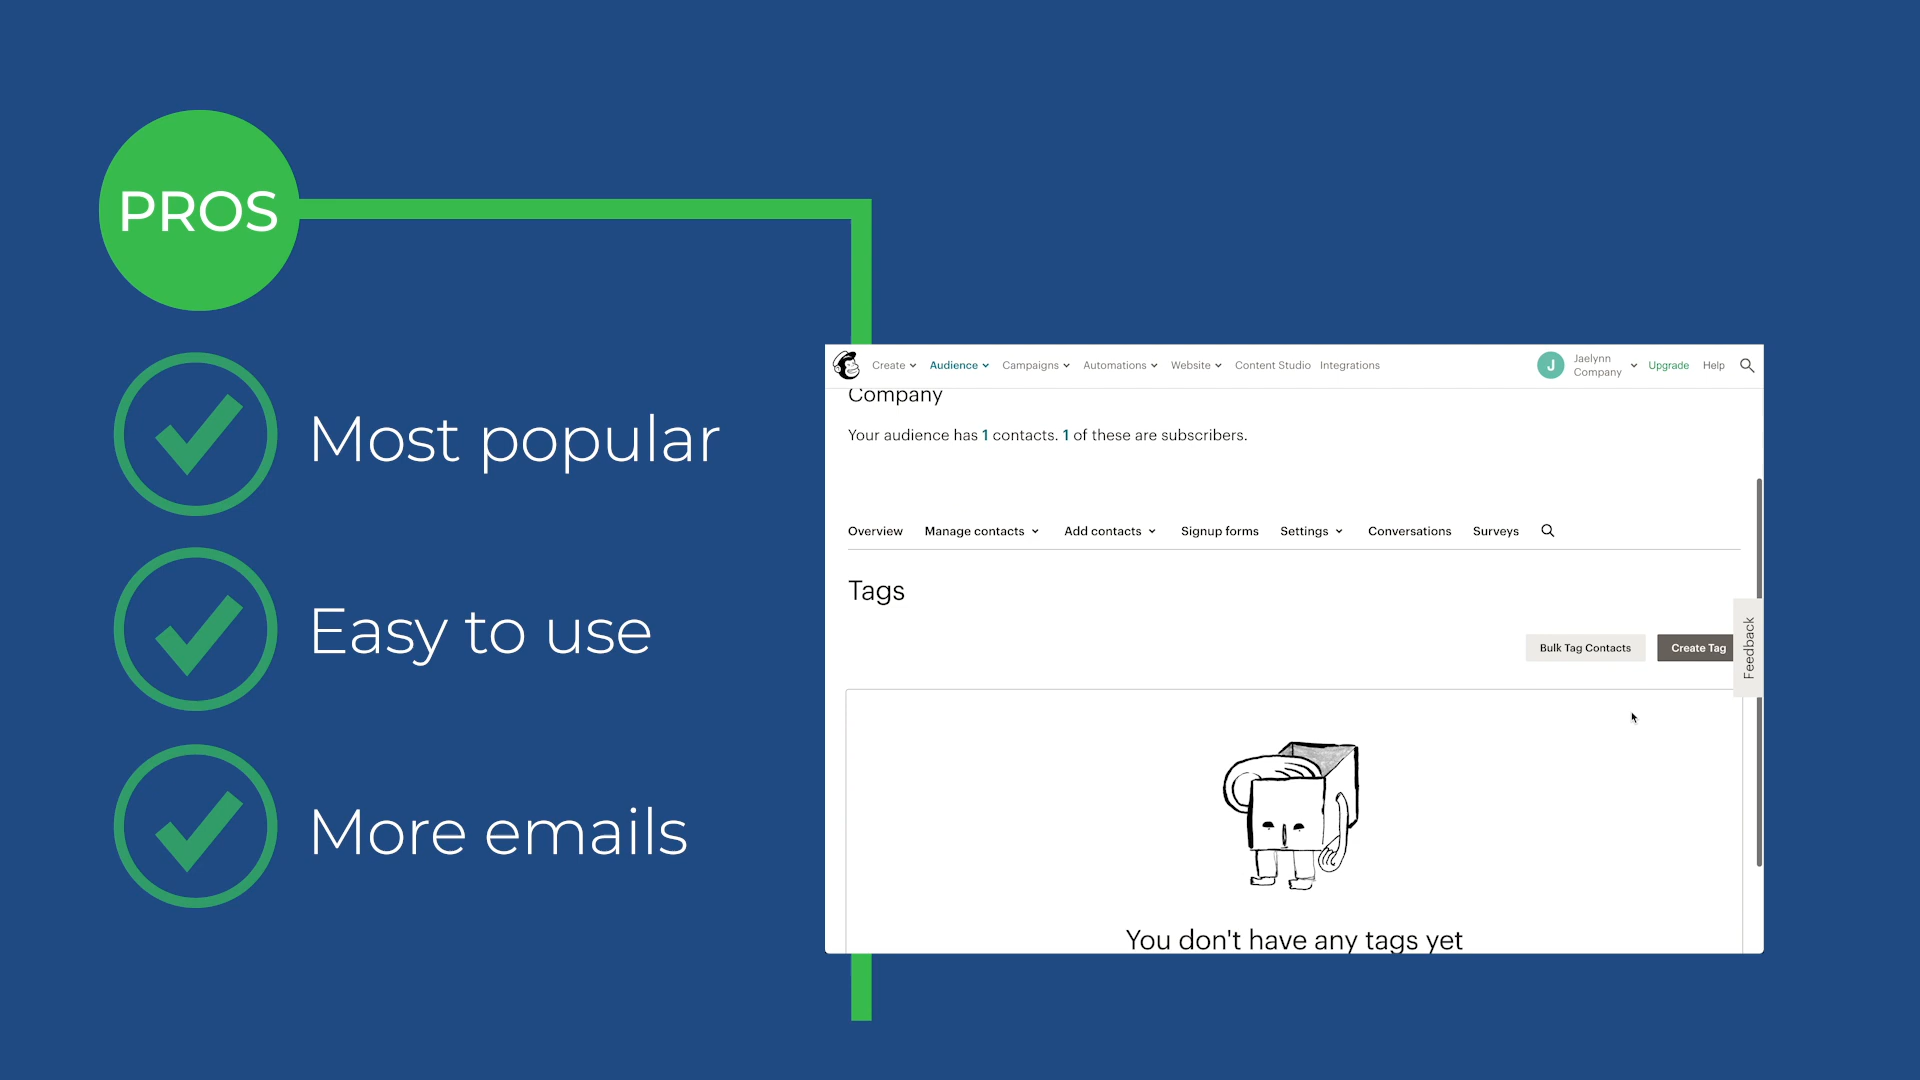 PROS
Most popular
Easy to use
More emails
Create Audience Campaigns Automations Website Content Studio Integrations
J Jaelynn Company Upgrade Help
Company
Your audience has 1 contacts. 1 of these are subscribers.
Overview Manage contacts Add contacts Signup forms Settings Conversations Surveys
Tags
Bulk Tag Contacts Create Tag
Feedback
You don't have any tags yet